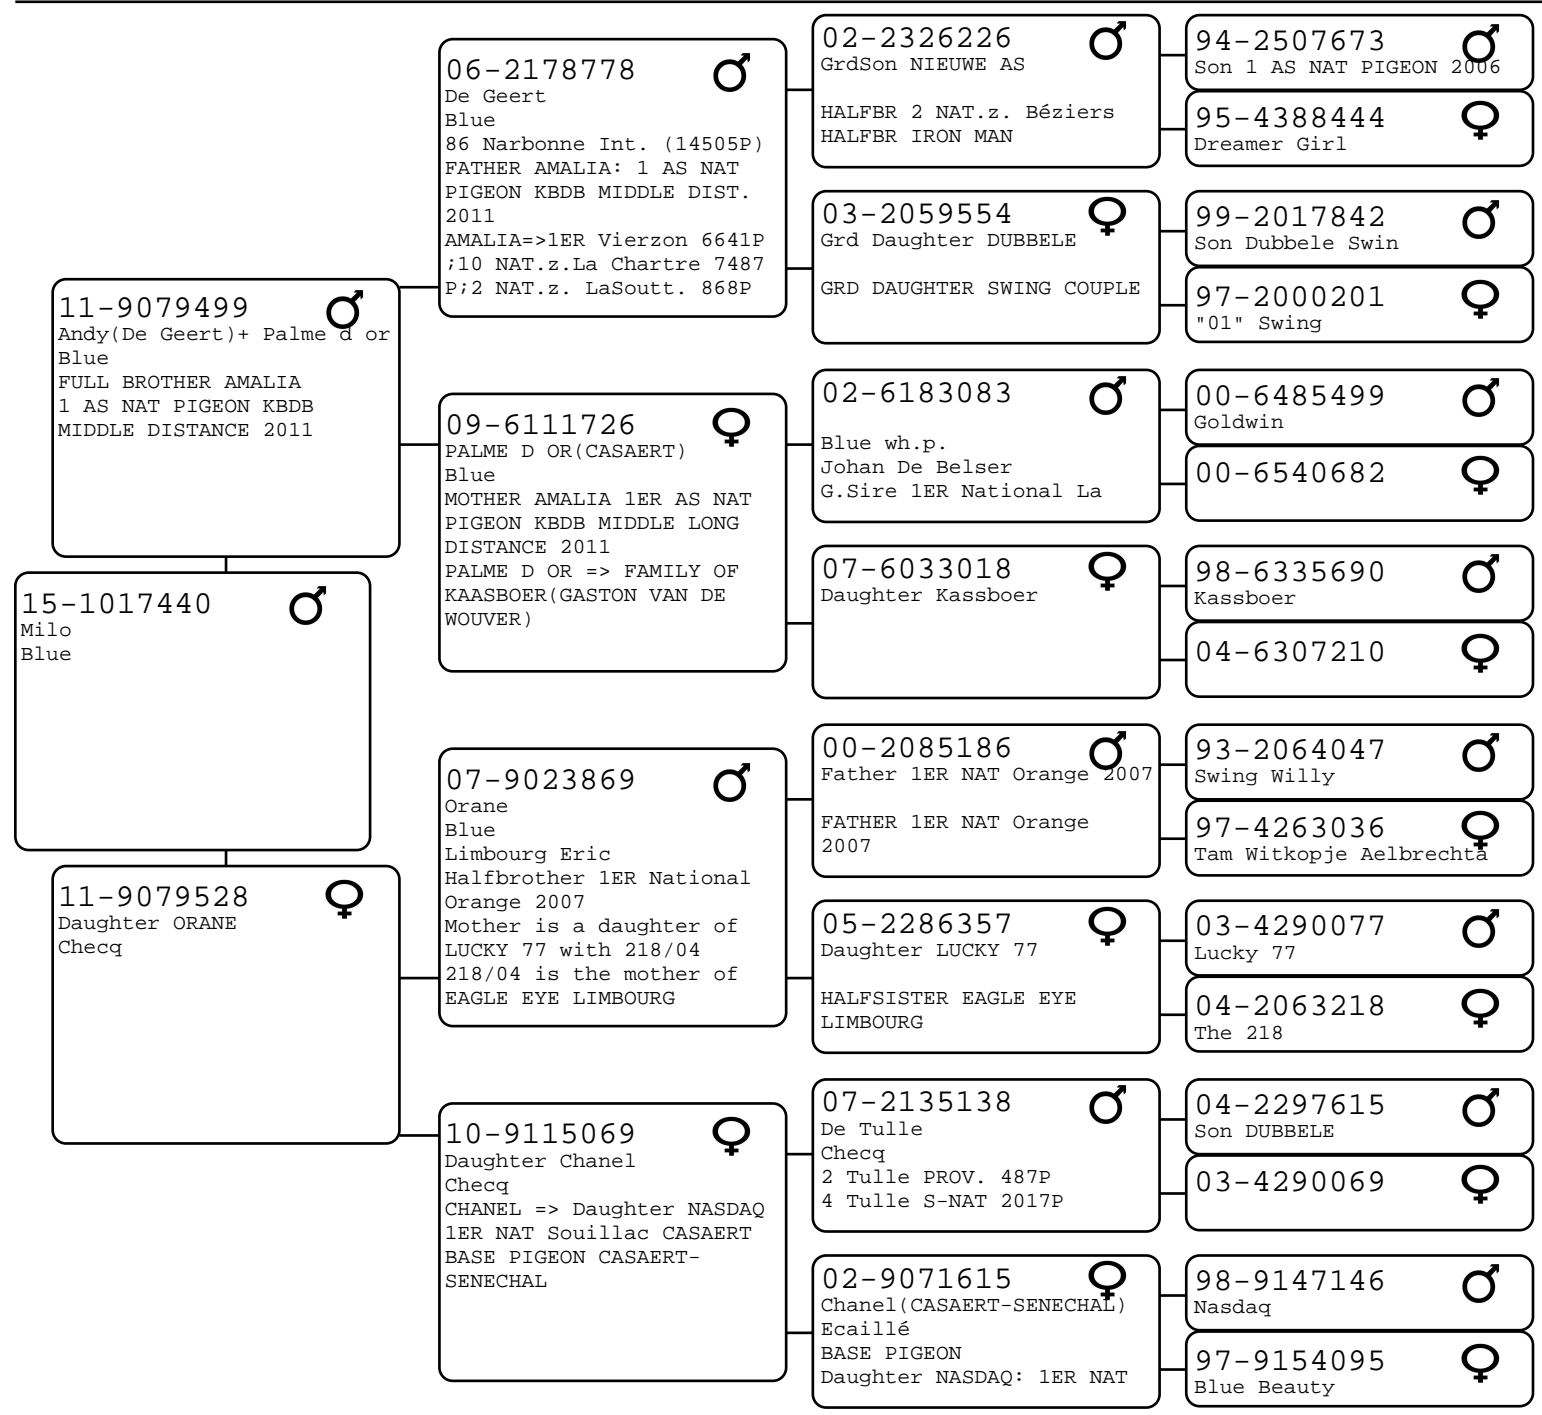 15-1017440
Milo
Blue
11-9079499
Andy(De Geert)+ Palme d or
Blue
FULL BROTHER AMALIA
1 AS NAT PIGEON KBDB
MIDDLE DISTANCE 2011
11-9079528
Daughter ORANE
Checq
06-2178778
De Geert
Blue
86 Narbonne Int. (14505P)
FATHER AMALIA: 1 AS NAT
PIGEON KBDB MIDDLE DIST.
2011
AMALIA=>1ER Vierzon 6641P
;10 NAT.z.La Chartre 7487
P;2 NAT.z. LaSoutt. 868P
09-6111726
PALME D OR(CASAERT)
Blue
MOTHER AMALIA 1ER AS NAT
PIGEON KBDB MIDDLE LONG
DISTANCE 2011
PALME D OR => FAMILY OF
KAASBOER(GASTON VAN DE
WOUVER)
07-9023869
Orane
Blue
Limbourg Eric
Halfbrother 1ER National
Orange 2007
Mother is a daughter of
LUCKY 77 with 218/04
218/04 is the mother of
EAGLE EYE LIMBOURG
10-9115069
Daughter Chanel
Checq
CHANEL => Daughter NASDAQ
1ER NAT Souillac CASAERT
BASE PIGEON CASAERT-
SENECHAL
02-2326226
GrdSon NIEUWE AS
HALFBR 2 NAT.z. Béziers
HALFBR IRON MAN
03-2059554
Grd Daughter DUBBELE
GRD DAUGHTER SWING COUPLE
02-6183083
Blue wh.p.
Johan De Belser
G.Sire 1ER National La
07-6033018
Daughter Kassboer
00-2085186
Father 1ER NAT Orange 2007
FATHER 1ER NAT Orange
2007
05-2286357
Daughter LUCKY 77
HALFSISTER EAGLE EYE
LIMBOURG
07-2135138
De Tulle
Checq
2 Tulle PROV. 487P
4 Tulle S-NAT 2017P
02-9071615
Chanel(CASAERT-SENECHAL)
Ecaillé
BASE PIGEON
Daughter NASDAQ: 1ER NAT
94-2507673
Son 1 AS NAT PIGEON 2006
95-4388444
Dreamer Girl
99-2017842
Son Dubbele Swin
97-2000201
"01" Swing
00-6485499
Goldwin
00-6540682
98-6335690
Kassboer
04-6307210
93-2064047
Swing Willy
97-4263036
Tam Witkopje Aelbrechta
03-4290077
Lucky 77
04-2063218
The 218
04-2297615
Son DUBBELE
03-4290069
98-9147146
Nasdaq
97-9154095
Blue Beauty